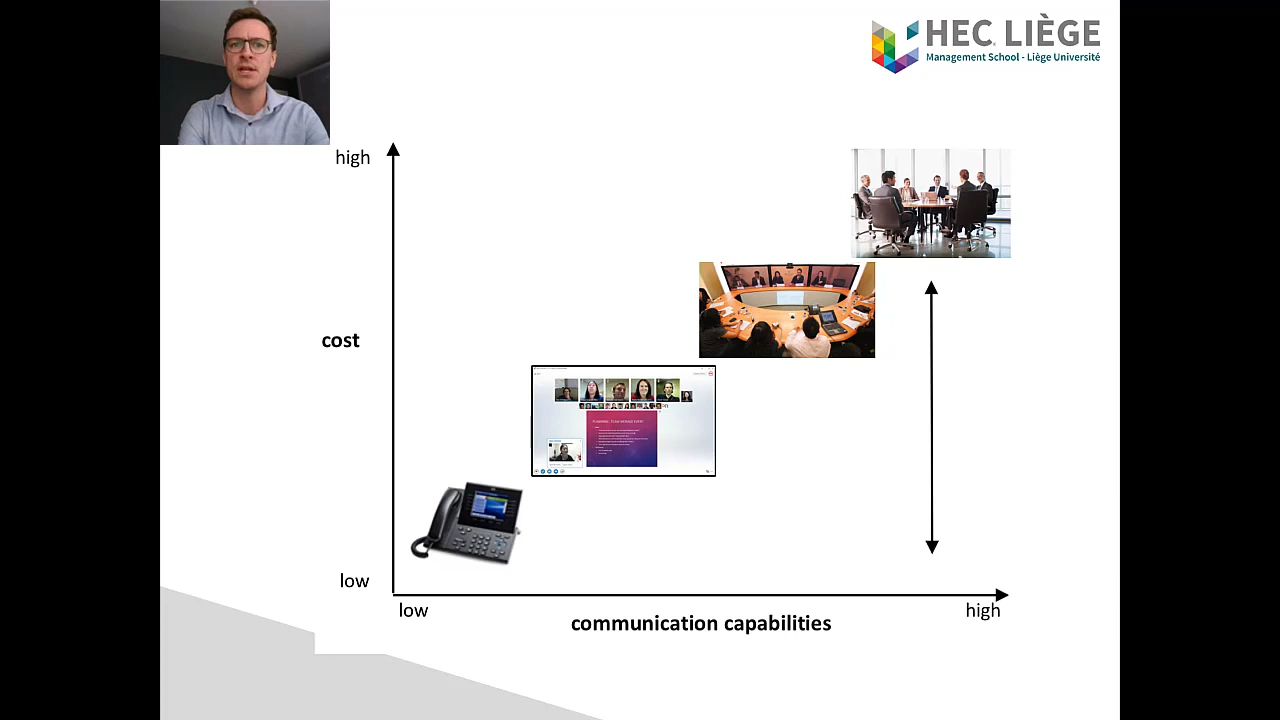 HEC LIÈGE
Management School - Liège Université
high
cost
low
low
high
communication capabilities